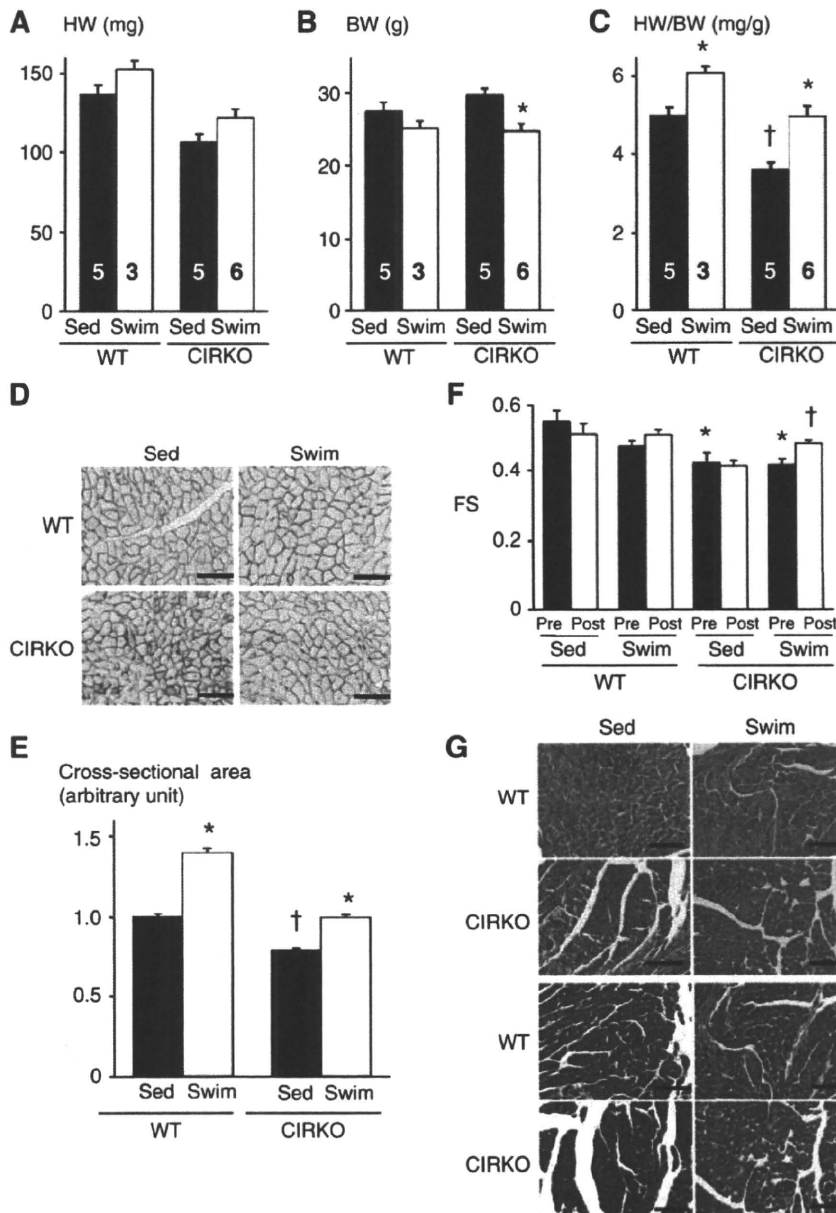 A HW (mg)
150
100
50
0
5 3 5 6
Sed Swim Sed Swim
WT CIRKO
B BW (g)
30
20
10
0
5 3 5 6
Sed Swim Sed Swim
WT CIRKO
C HW/BW (mg/g)
6
4
2
0
* † *
5 3 5 6
Sed Swim Sed Swim
WT CIRKO
*
D
Sed Swim
WT
CIRKO
E Cross-sectional area
(arbitrary unit)
1.5
1.0
0.5
0
* † *
Sed Swim Sed Swim
WT CIRKO
F
FS
0.6
0.4
0.2
0
* * †
Pre Post Pre Post Pre Post Pre Post
Sed Swim Sed Swim
WT CIRKO
G
Sed Swim
WT
CIRKO
WT
CIRKO